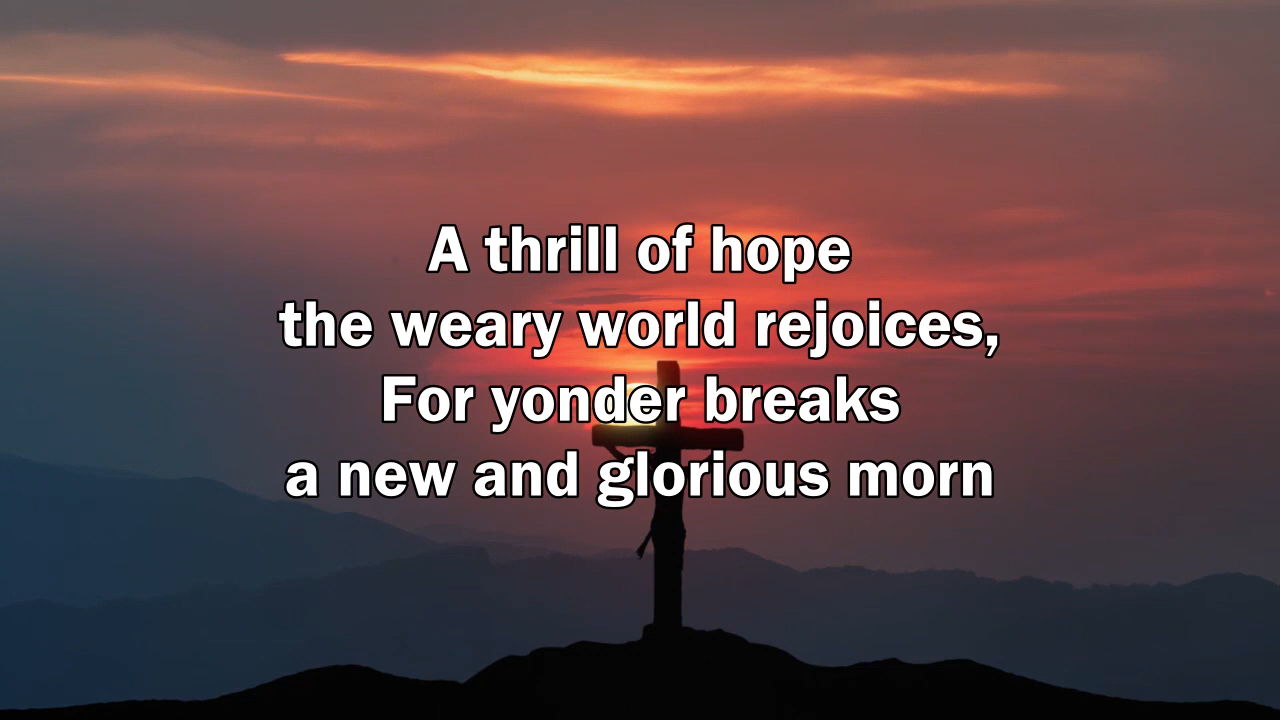 A thrill of hope
the weary world rejoices,
For yonder breaks
a new and glorious morn